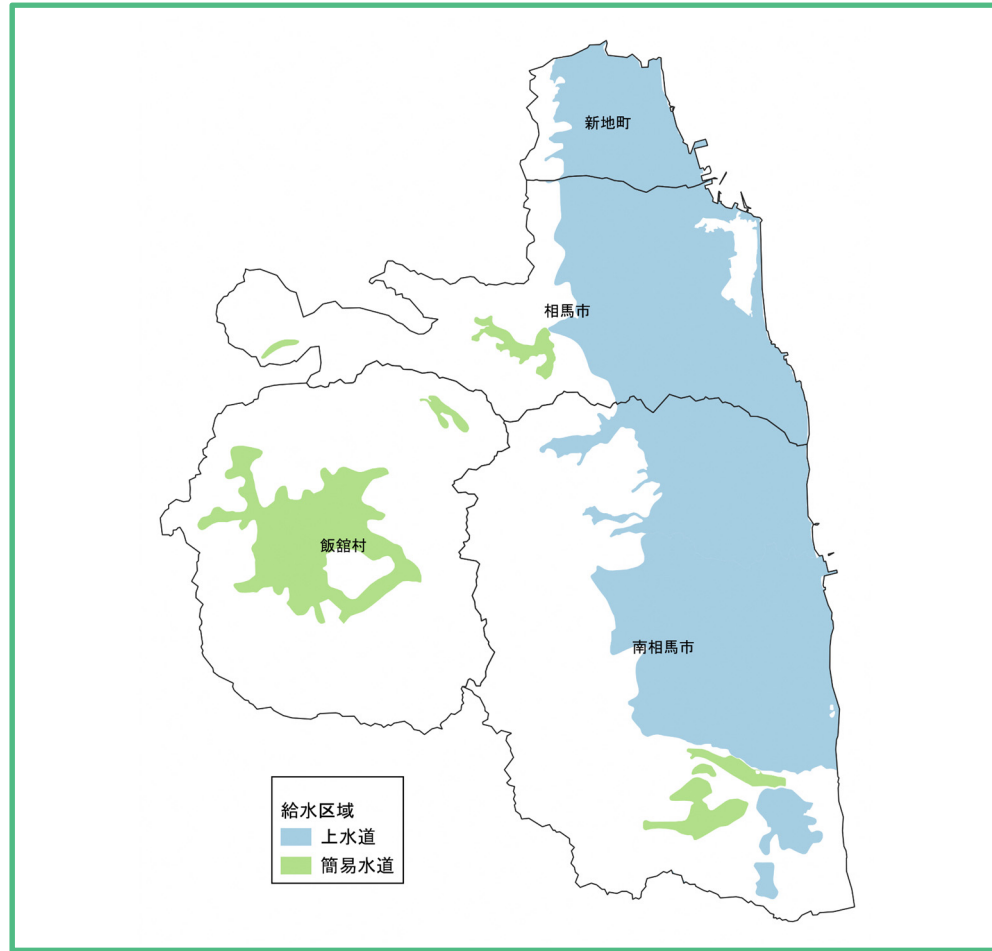 新地町
相馬市
飯舘村
南相馬市
給水区域
上水道
簡易水道